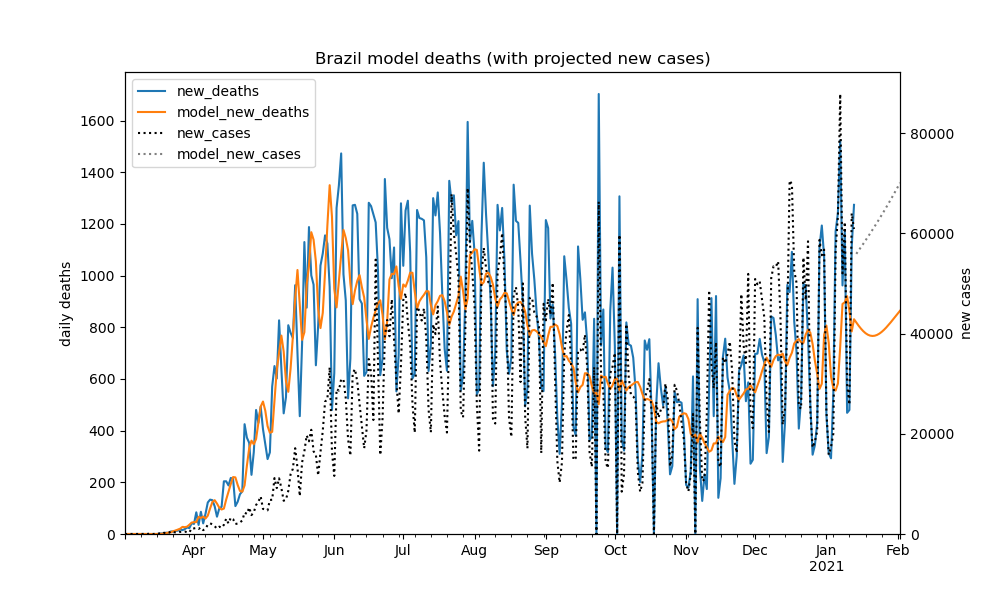 Brazil model deaths (with projected new cases)
new_deaths
model_new_deaths
new_cases
model_new_cases
daily deaths
1600
1400
1200
1000
800
600
400
200
0
80000
60000
40000
20000
0
new cases
Apr May Jun Jul Aug Sep Oct Nov Dec Jan Feb
2021